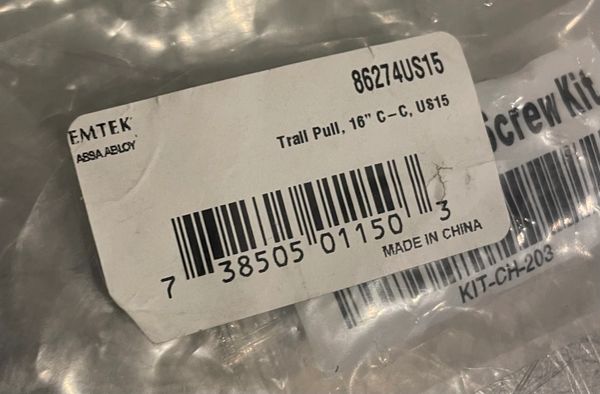 86274US15
EMTEK
ASSA ABLOY
Trail Pull, 16" C-C, US15
7 38505 01150 3
MADE IN CHINA
Screw Kit
KIT-CH-203